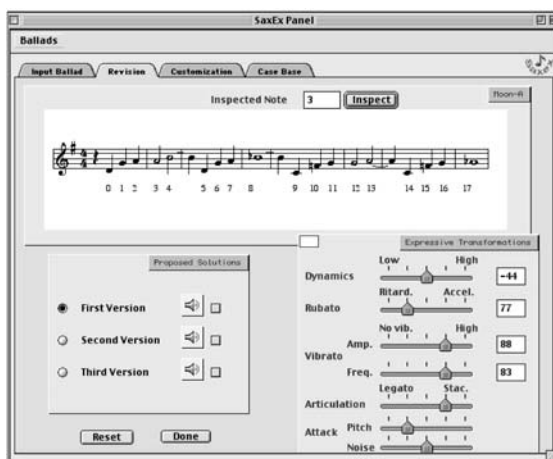 SaxEx Panel
Ballads
Input Ballad Revision Customization Case Base
Inspected Note 3 Inspect
Moon-A
0 1 2 3 4 5 6 7 8 9 10 11 12 13 14 15 16 17
Proposed Solutions
First Version
Second Version
Third Version
Reset Done
Expressive Transformations
Low High
Dynamics -44
Ritard. Accel.
Rubato 77
No vib. High
Amp. 88
Vibrato
Freq. 83
Legato Stac.
Articulation
Attack Pitch
Noise